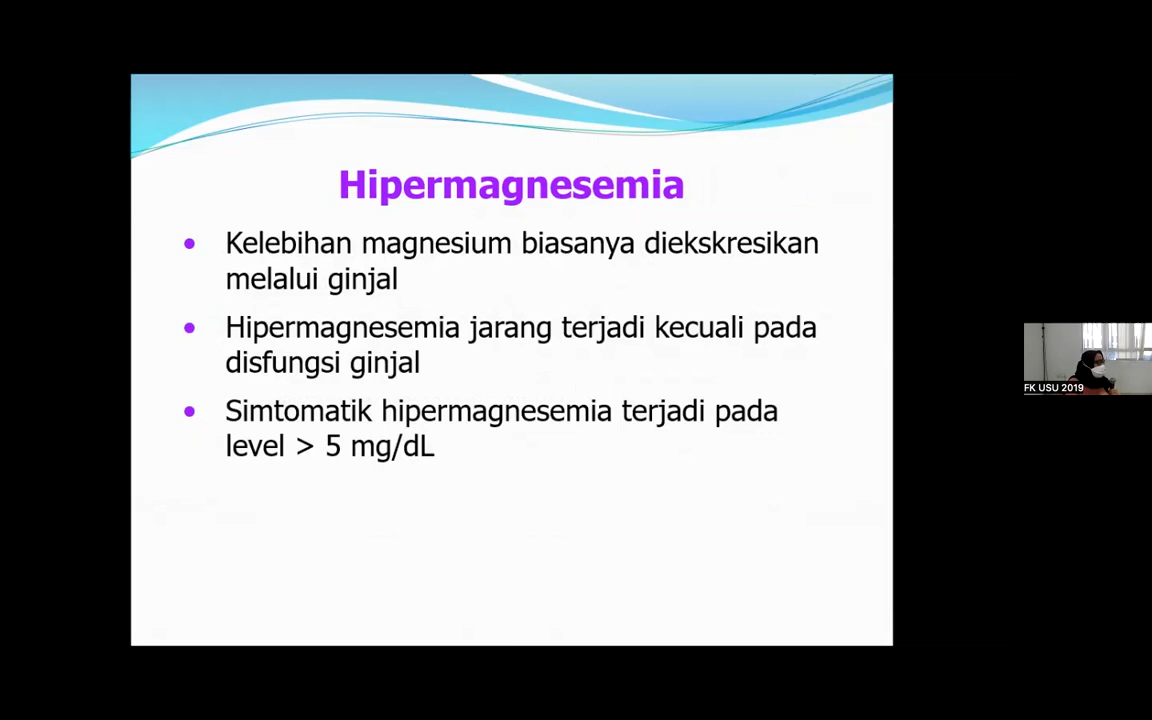 Hipermagnesemia
• Kelebihan magnesium biasanya diekskresikan
melalui ginjal
• Hipermagnesemia jarang terjadi kecuali pada
disfungsi ginjal
• Simtomatik hipermagnesemia terjadi pada
level > 5 mg/dL
FK USU 2019